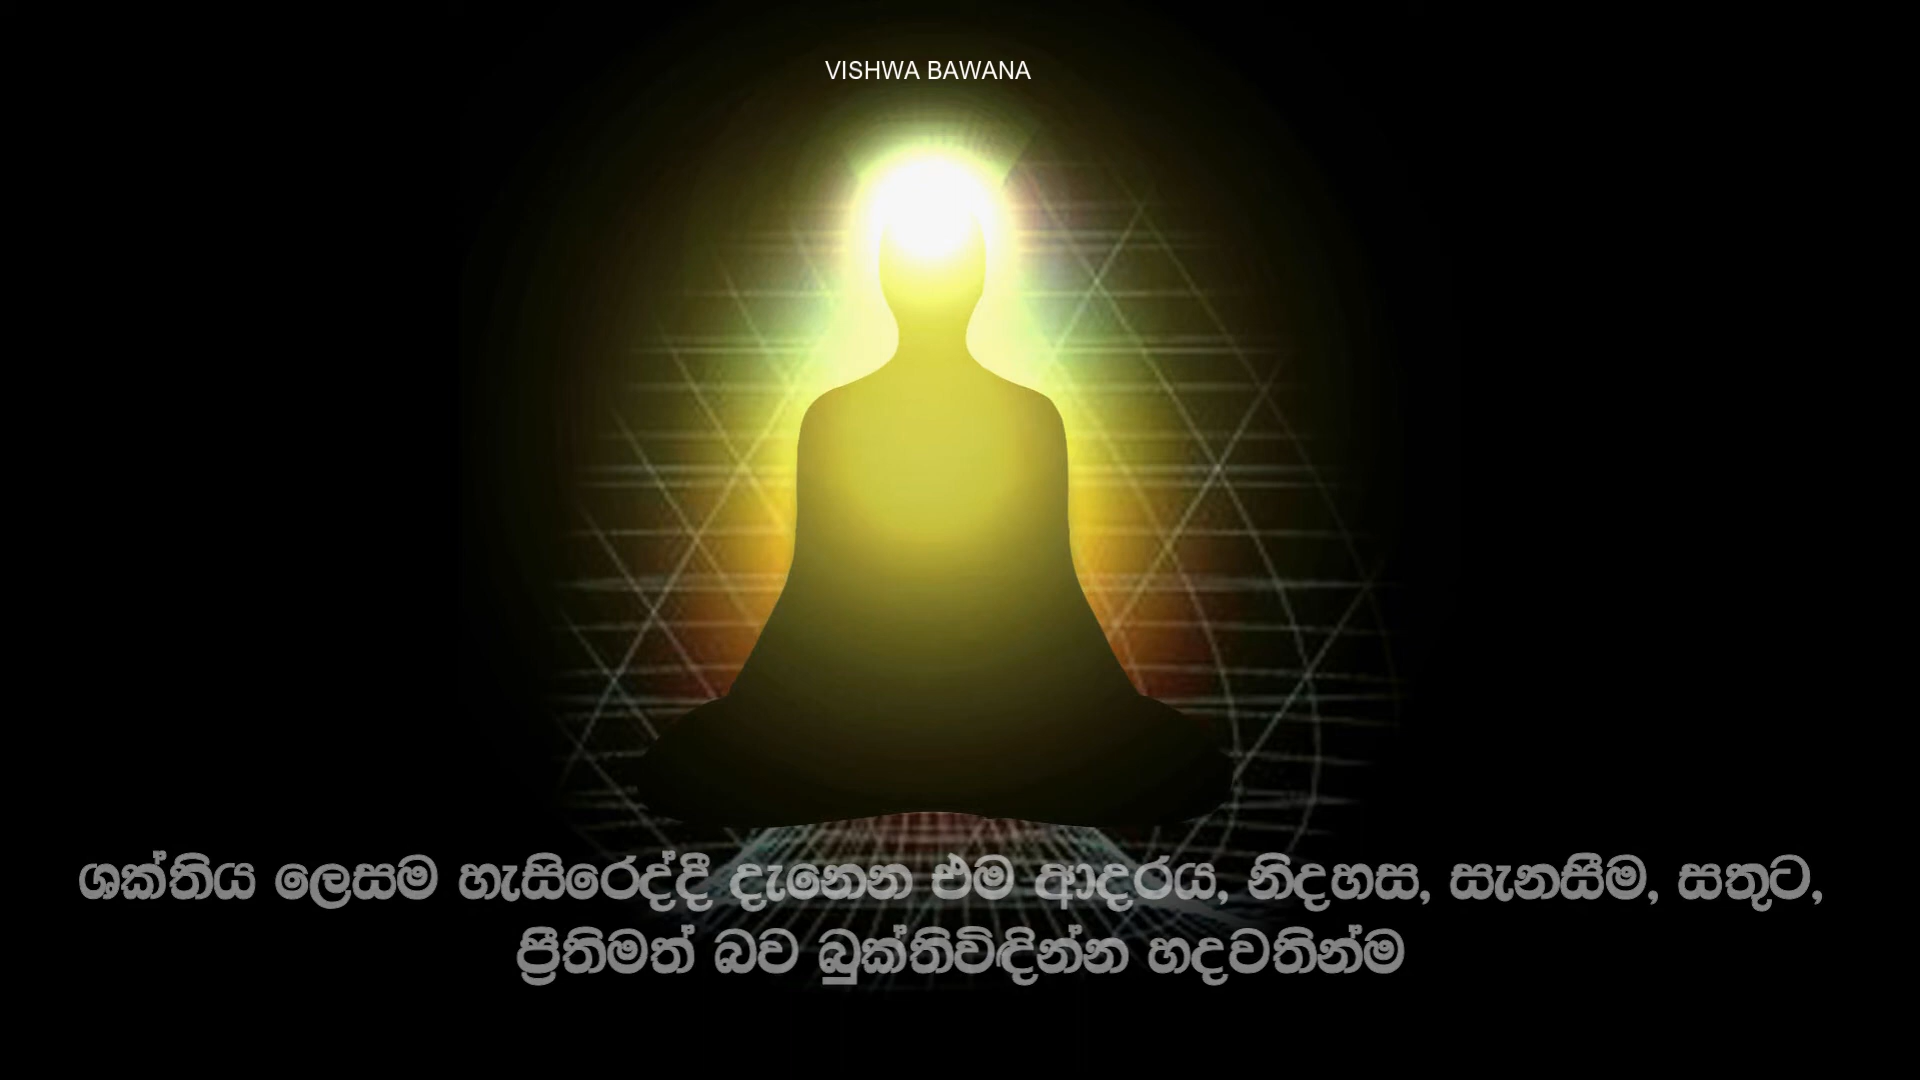 VISHWA BAWANA
ශක්තිය ලෙසම හැසිරෙද්දී දැනෙන එම ආදරය, නිදහස, සැනසීම, සතුට,
ප්‍රීතිමත් බව බුක්තිවිඳින්න හදවතින්ම